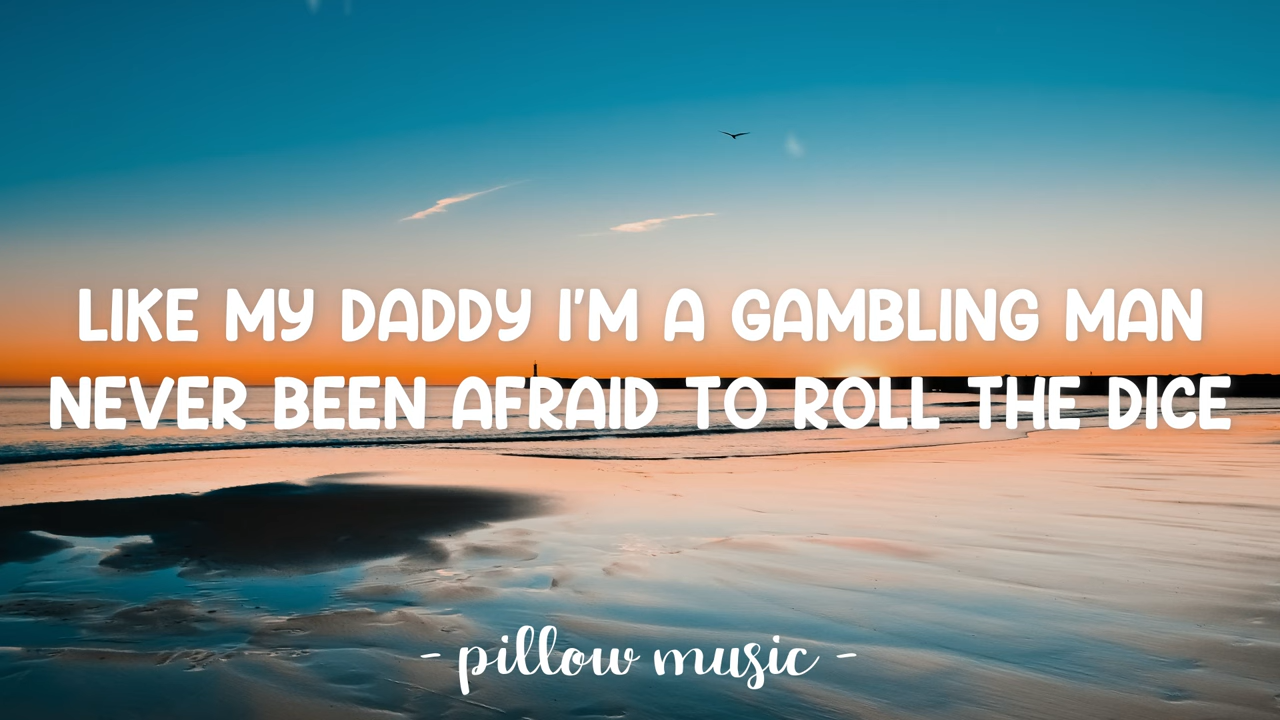 LIKE MY DADDY I'M A GAMBLING MAN
NEVER BEEN AFRAID TO ROLL THE DICE
- pillow music -